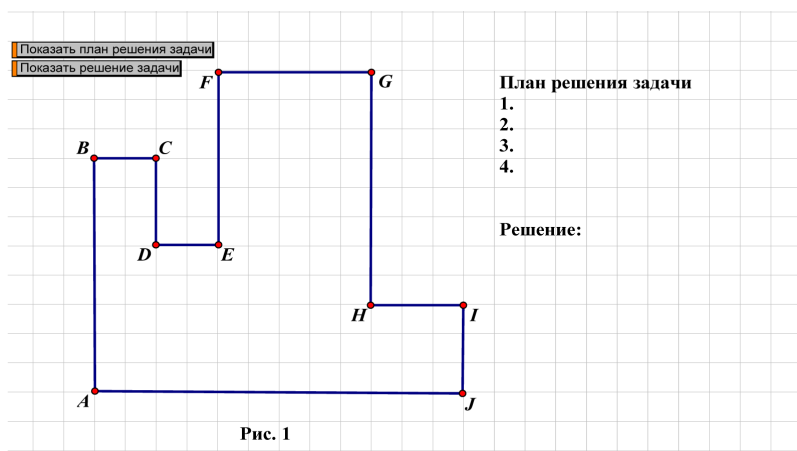 Показать план решения задачи
Показать решение задачи
F
G
План решения задачи
1.
2.
3.
4.
B
C
Решение:
D
E
H
I
A
J
Рис. 1